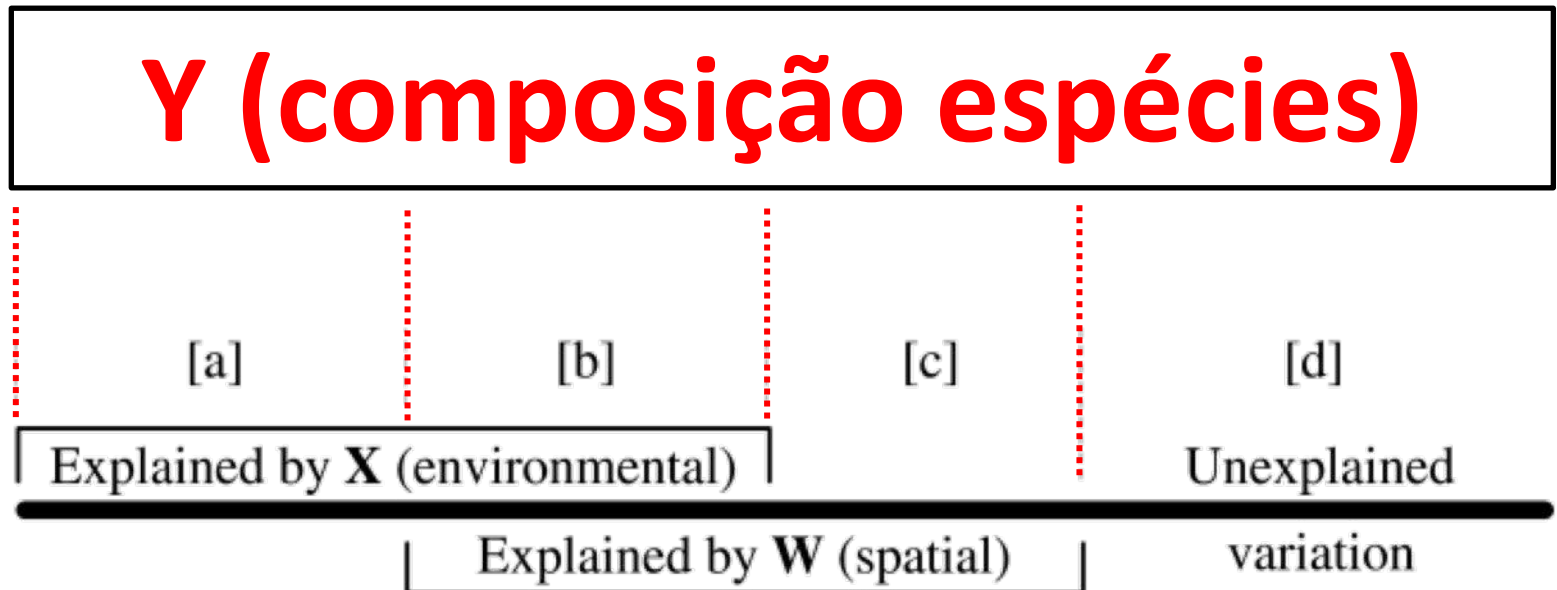 Y (composição espécies)
[a] [b] [c] [d]
Explained by X (environmental) Unexplained
Explained by W (spatial) variation